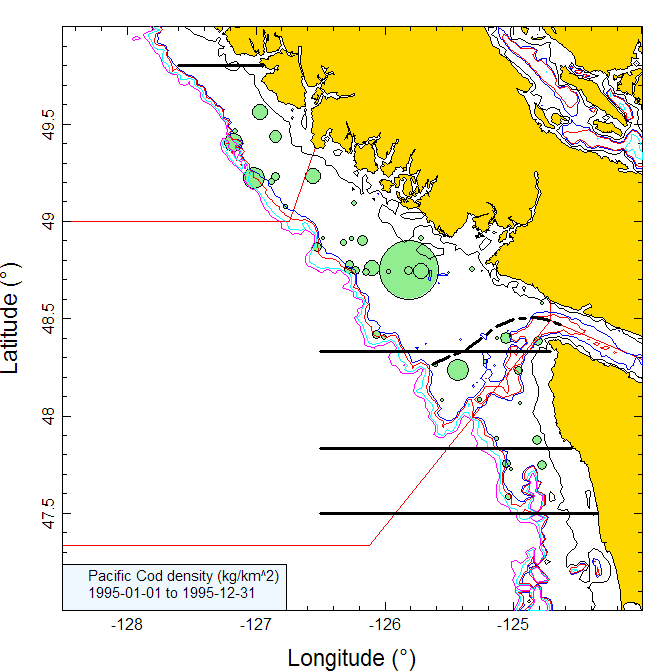 49.5
49
48.5
48
47.5
Latitude (°)
Pacific Cod density (kg/km^2)
1995-01-01 to 1995-12-31
-128
-127
-126
-125
Longitude (°)